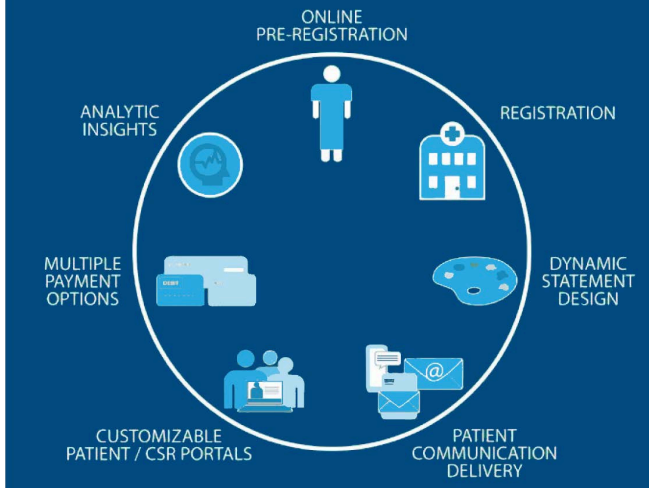 ONLINE
PRE-REGISTRATION
REGISTRATION
DYNAMIC
STATEMENT
DESIGN
PATIENT
COMMUNICATION
DELIVERY
CUSTOMIZABLE
PATIENT / CSR PORTALS
MULTIPLE
PAYMENT
OPTIONS
ANALYTIC
INSIGHTS
DEBIT
@